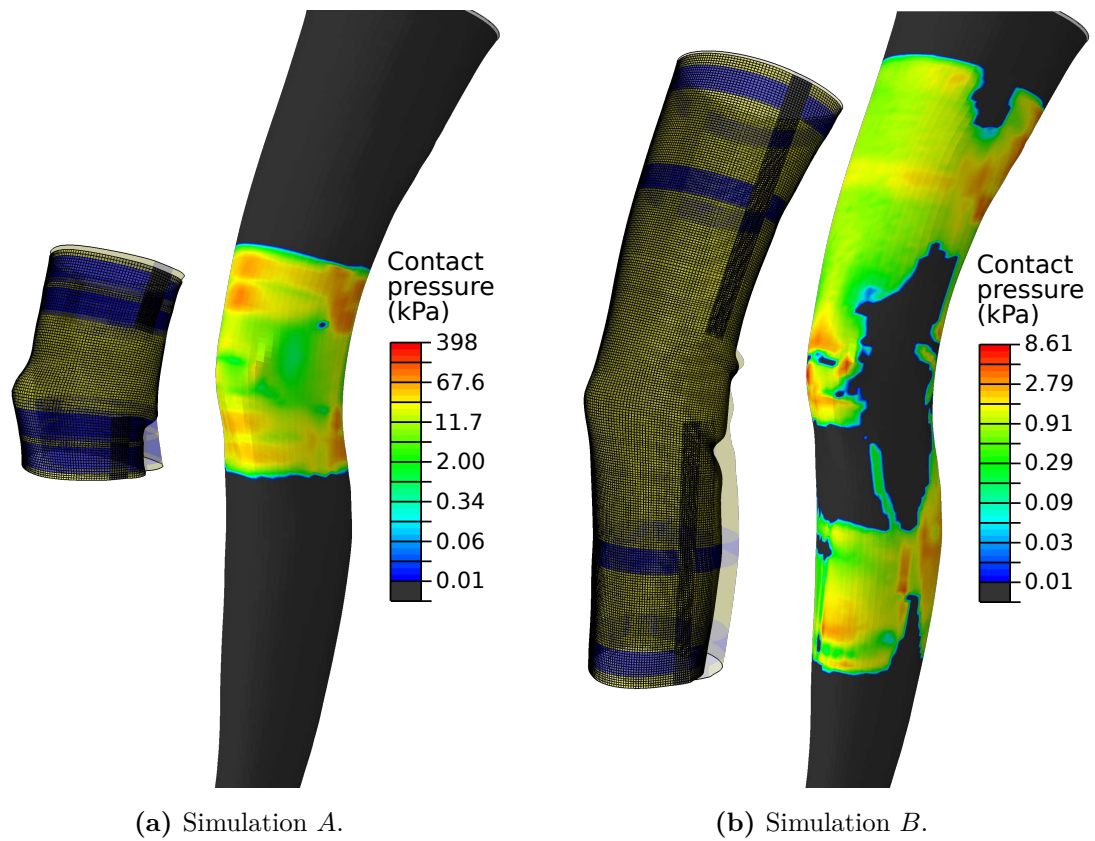 Contact
pressure
(kPa)
398
67.6
11.7
2.00
0.34
0.06
0.01
Contact
pressure
(kPa)
8.61
2.79
0.91
0.29
0.09
0.03
0.01
(a) Simulation A.
(b) Simulation B.